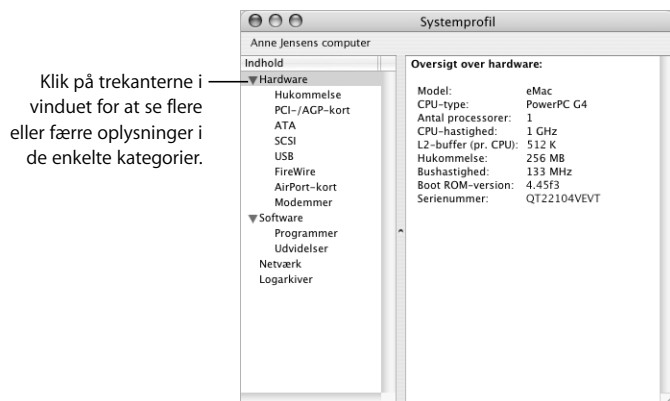 Systemprofil
Anne Jensens computer
Klik på trekanterne i
vinduet for at se flere
eller færre oplysninger i
de enkelte kategorier.
Indhold
Hardware
Hukommelse
PCI-/AGP-kort
ATA
SCSI
USB
FireWire
AirPort-kort
Modemmer
Software
Programmer
Udvidelser
Netværk
Logarkiver
Oversigt over hardware:
Model: eMac
CPU-type: PowerPC G4
Antal processorer: 1
CPU-hastighed: 1 GHz
L2-buffer (pr. CPU): 512 K
Hukommelse: 256 MB
Bushastighed: 133 MHz
Boot ROM-version: 4.45f3
Serienummer: QT22104VEVT